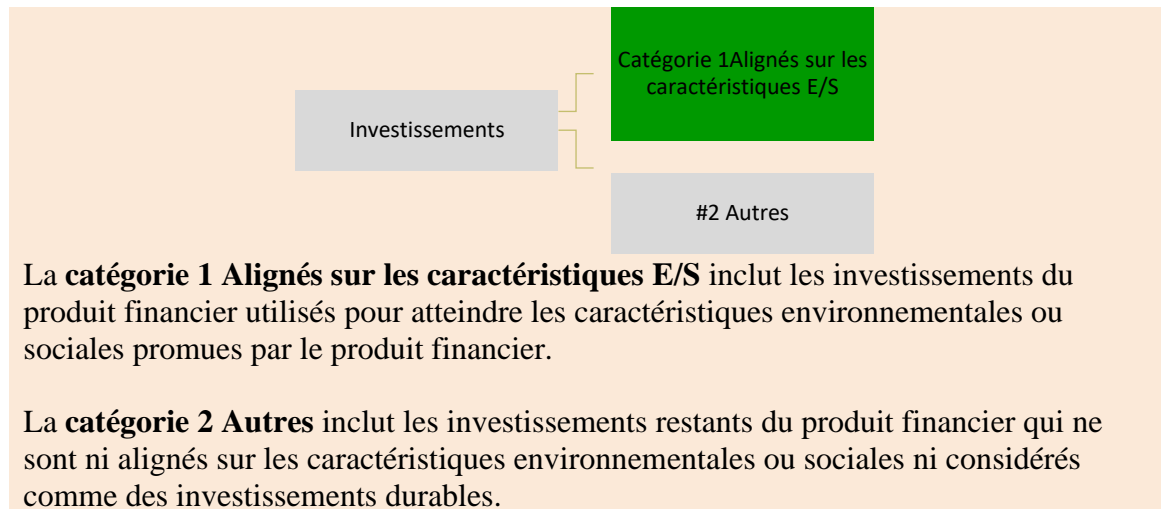 Catégorie 1Alignés sur les
caractéristiques E/S
Investissements
#2 Autres
La catégorie 1 Alignés sur les caractéristiques E/S inclut les investissements du
produit financier utilisés pour atteindre les caractéristiques environnementales ou
sociales promues par le produit financier.
La catégorie 2 Autres inclut les investissements restants du produit financier qui ne
sont ni alignés sur les caractéristiques environnementales ou sociales ni considérés
comme des investissements durables.